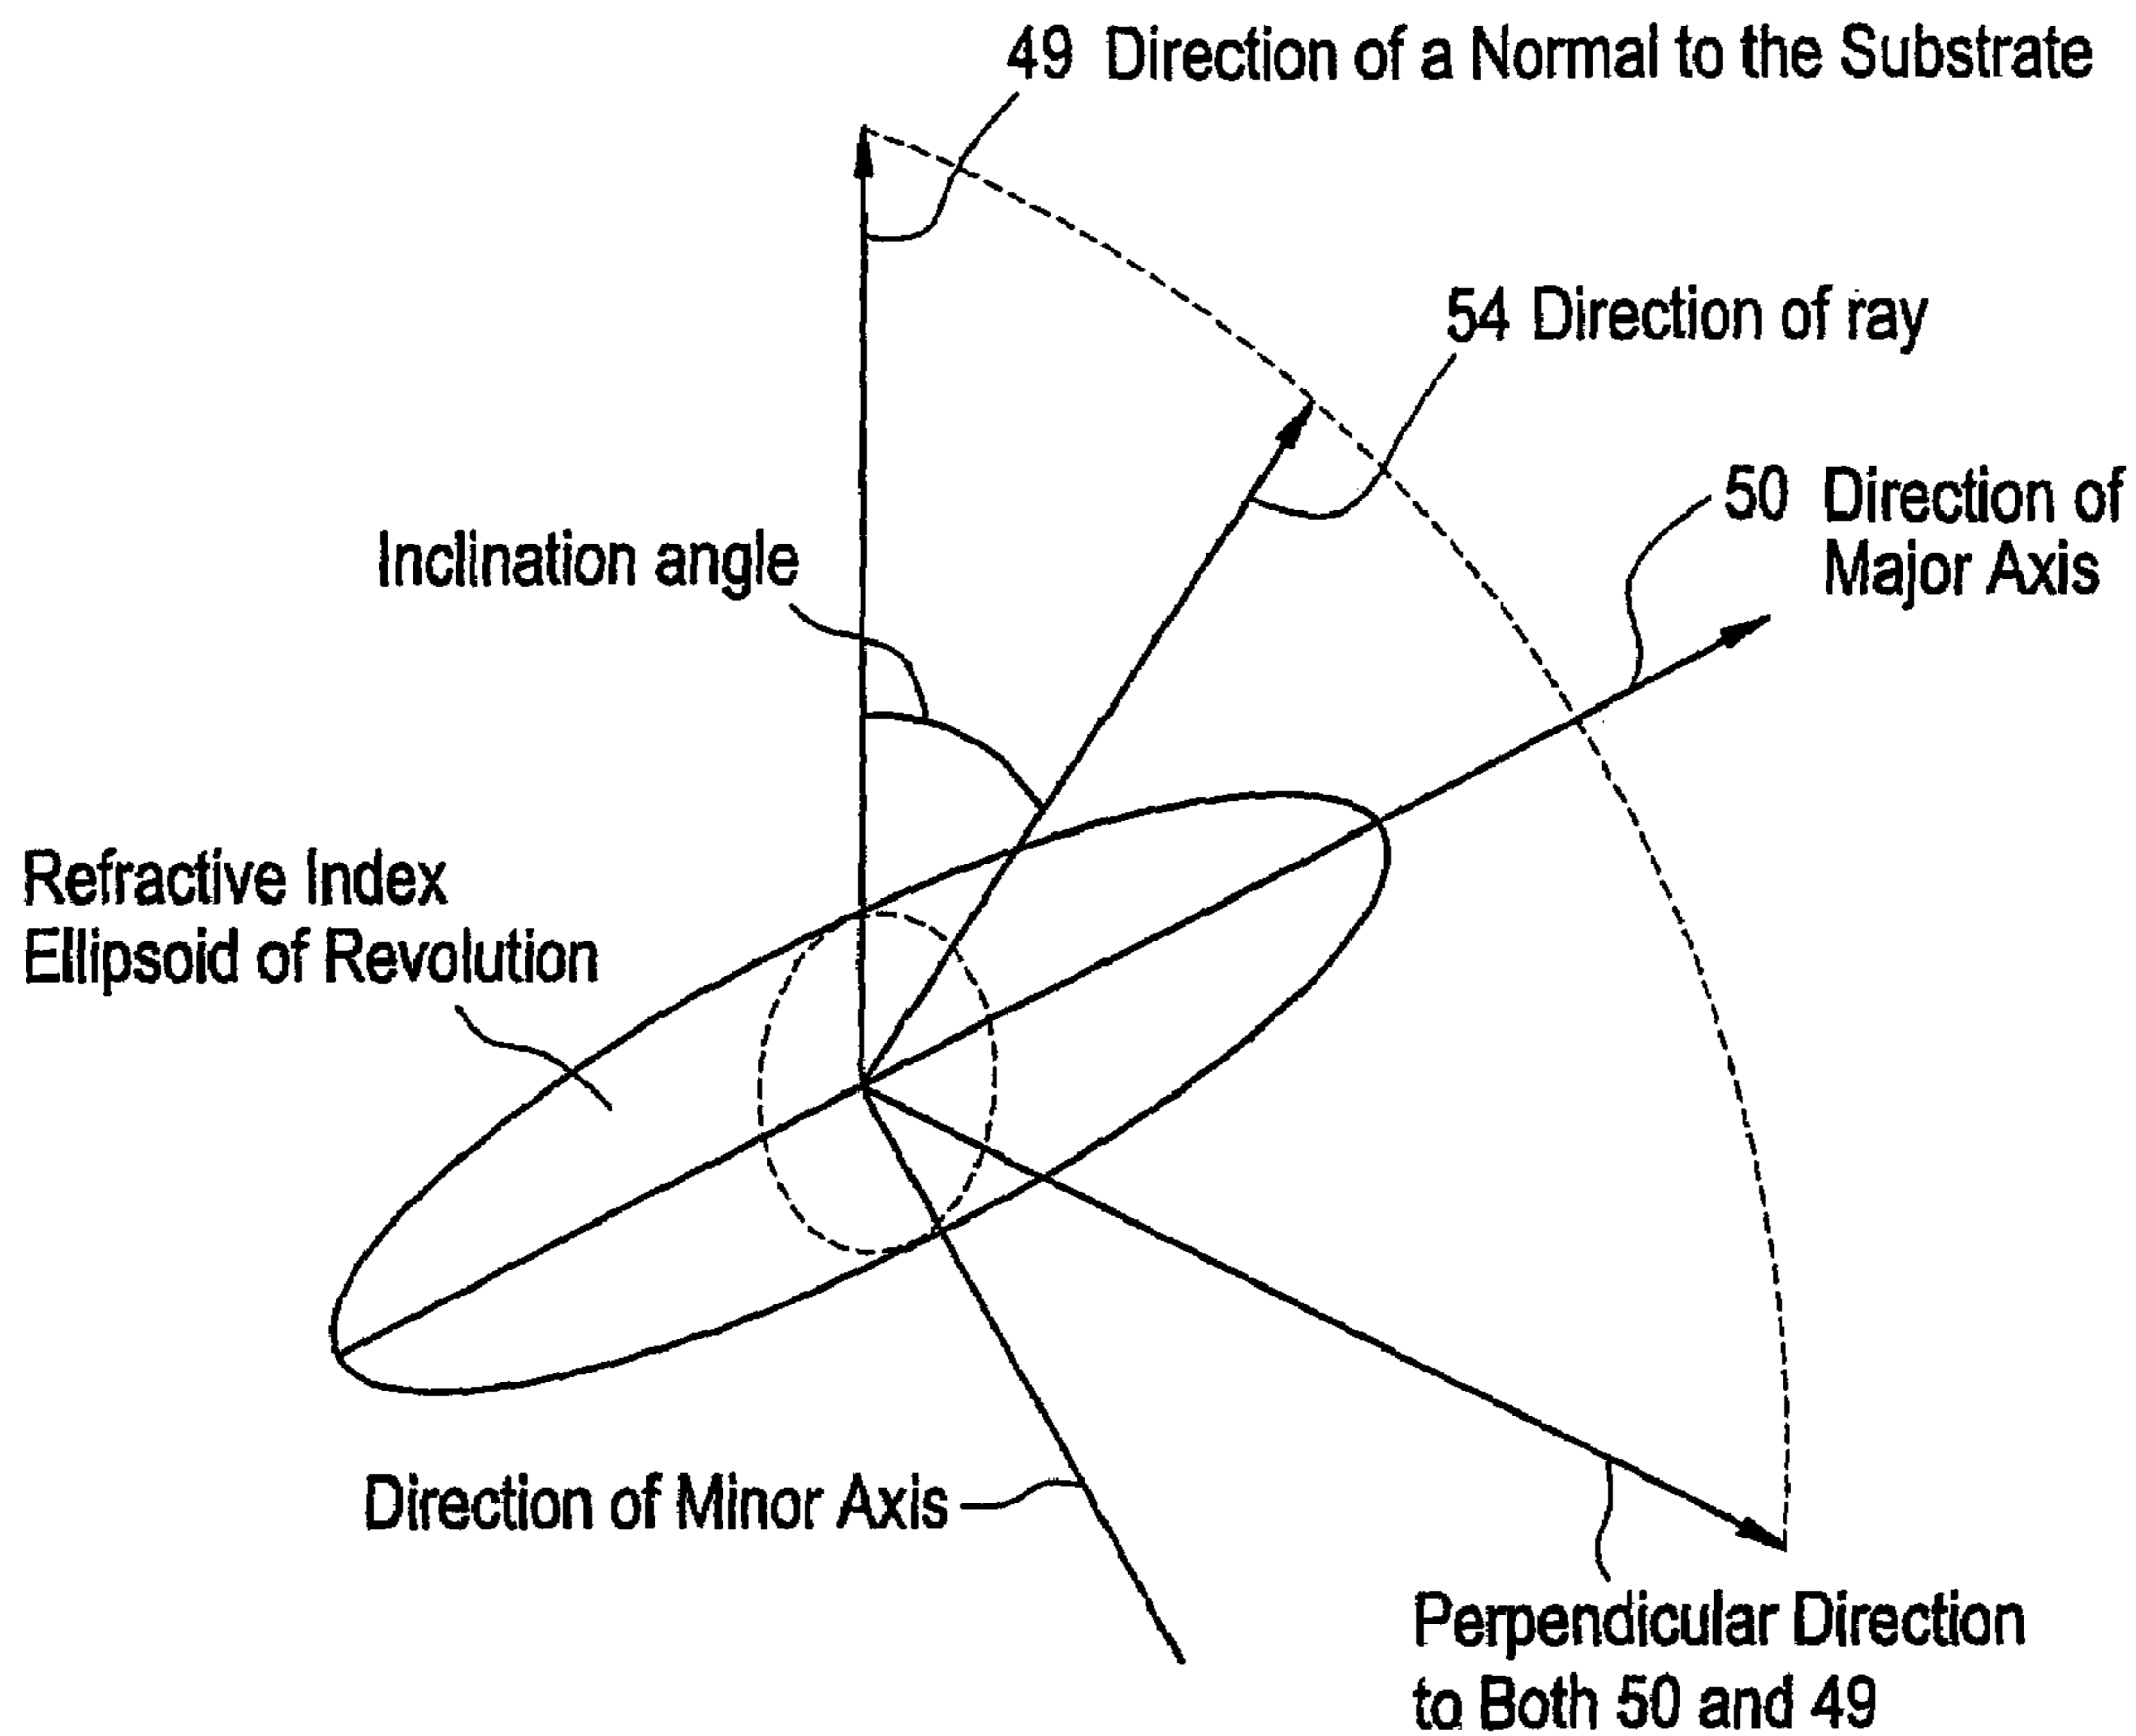 49 Direction of a Normal to the Substrate
54 Direction of ray
50 Direction of
Major Axis
Inclination angle
Refractive Index
Ellipsoid of Revolution
Direction of Minor Axis
Perpendicular Direction
to Both 50 and 49